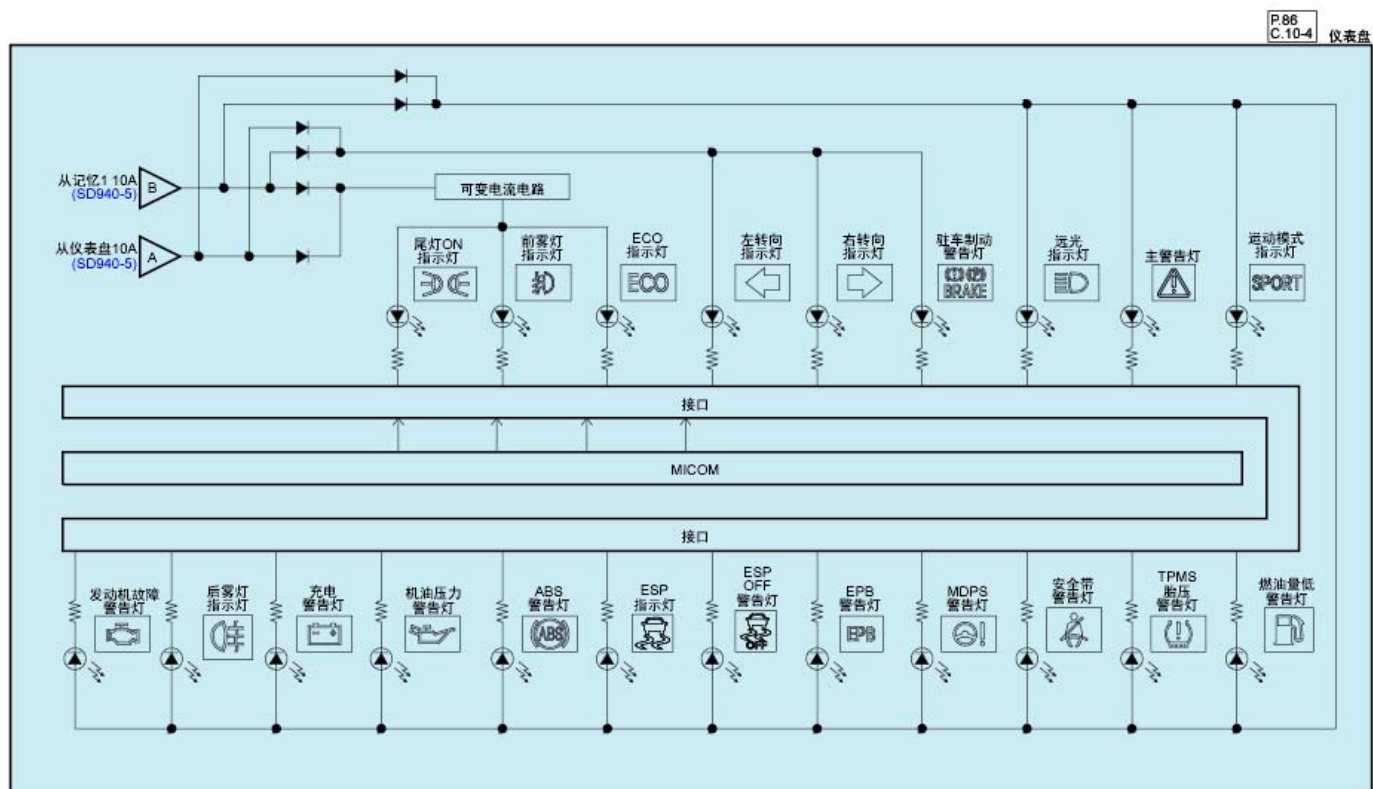 P.86
C.10-4
仪表盘
从记忆1 10A
(SD940-5)
B
可变电流电路
从仪表盘10A
(SD940-5)
A
尾灯ON
指示灯
前雾灯
指示灯
ECO
指示灯
ECO
左转向
指示灯
右转向
指示灯
驻车制动
警告灯
(!) (P)
BRAKE
远光
指示灯
主警告灯
运动模式
指示灯
SPORT
接口
MICOM
接口
发动机故障
警告灯
后雾灯
指示灯
充电
警告灯
机油压力
警告灯
ABS
警告灯
(ABS)
ESP
指示灯
ESP
OFF
警告灯
OFF
EPB
警告灯
EPB
MDPS
警告灯
!
安全带
警告灯
TPMS
胎压
警告灯
(!)
燃油量低
警告灯